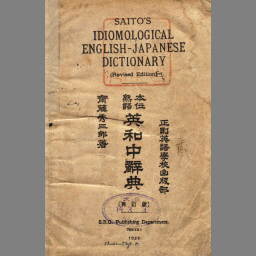 SAITO'S
IDIOMOLOGICAL
ENGLISH-JAPANESE
DICTIONARY
(Revised Edition)
熟語
本位
英和中辭典
齋藤秀三郎著
正則英語學校出版部
S.E.G. Publishing Department.
TOKYO